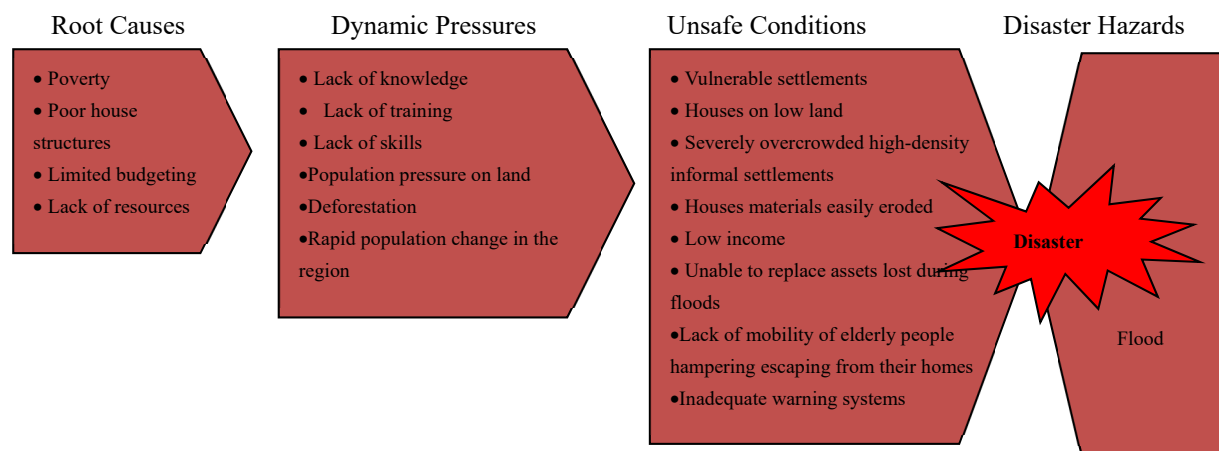 Root Causes
• Poverty
• Poor house
structures
• Limited budgeting
• Lack of resources
Dynamic Pressures
• Lack of knowledge
• Lack of training
• Lack of skills
•Population pressure on land
•Deforestation
•Rapid population change in the
region
Unsafe Conditions
• Vulnerable settlements
• Houses on low land
• Severely overcrowded high-density
informal settlements
• Houses materials easily eroded
• Low income
• Unable to replace assets lost during
floods
•Lack of mobility of elderly people
hampering escaping from their homes
•Inadequate warning systems
Disaster Hazards
Disaster
Flood